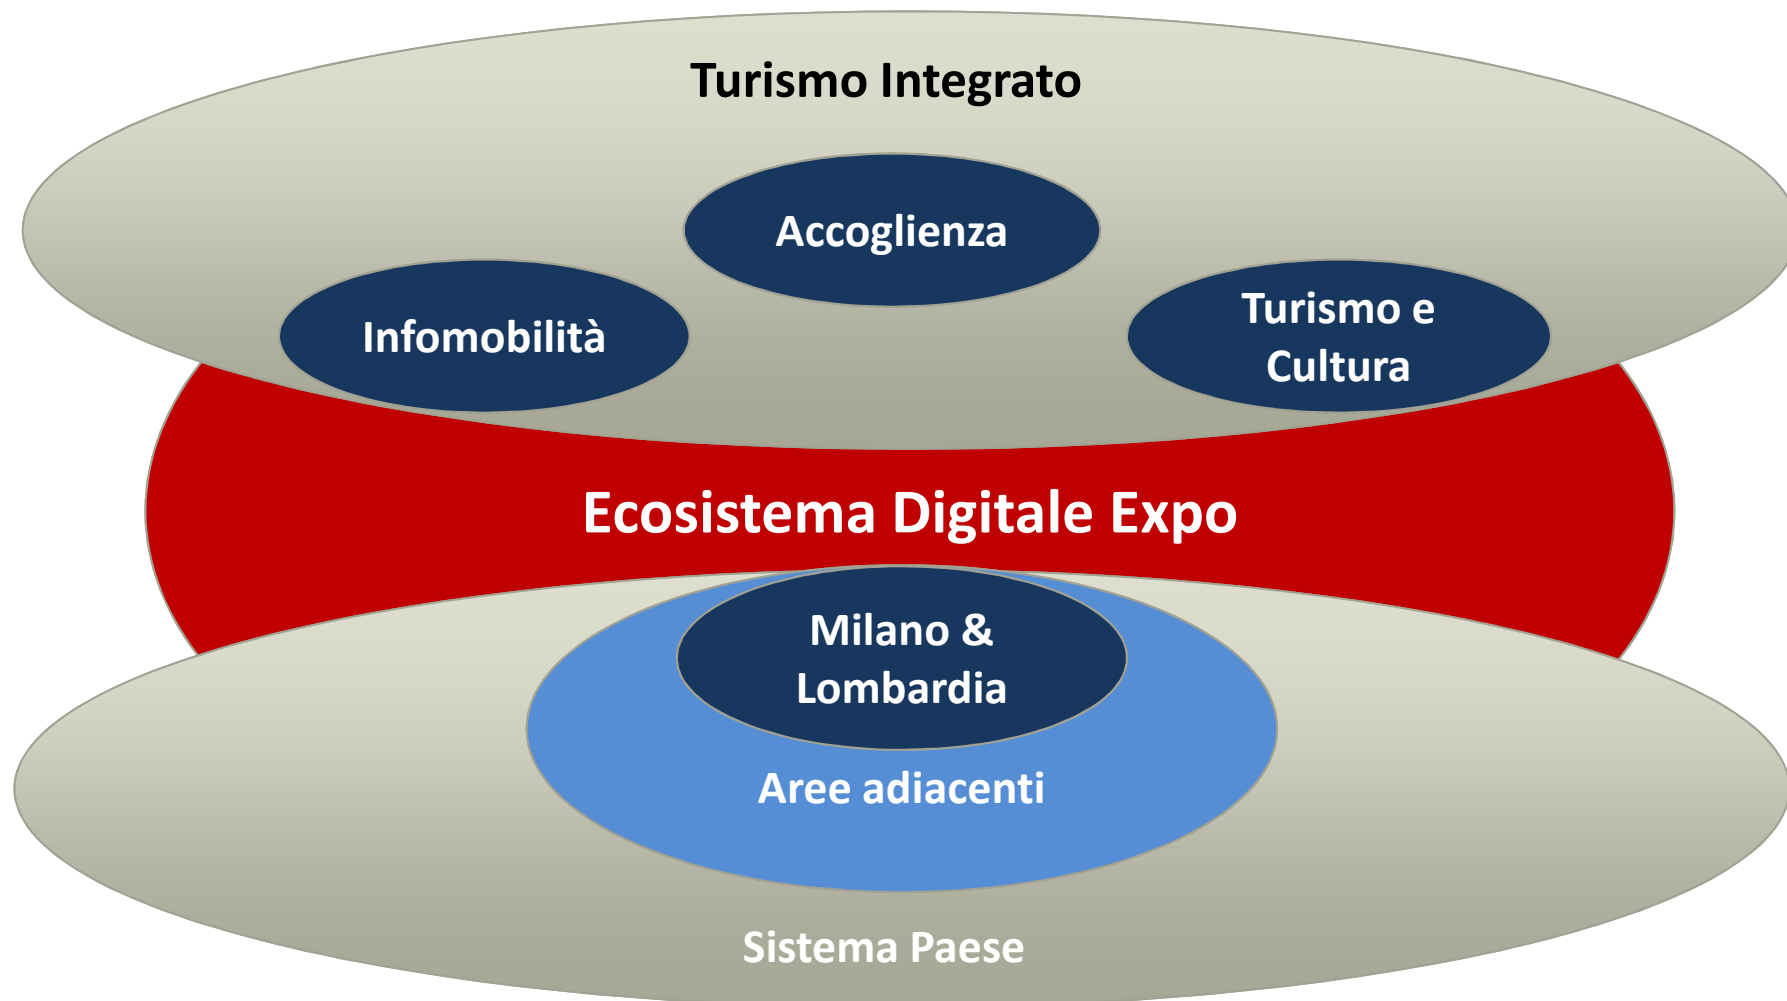 Turismo Integrato
Accoglienza
Infomobilità
Turismo e
Cultura
Ecosistema Digitale Expo
Milano &
Lombardia
Aree adiacenti
Sistema Paese